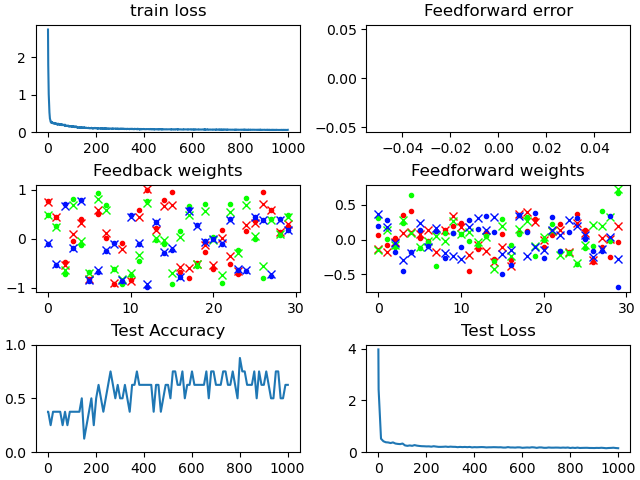 train loss
Feedforward error
2
1
0
0 200 400 600 800 1000
0.05
0.00
−0.05
−0.04 −0.02 0.00 0.02 0.04
Feedback weights
Feedforward weights
1
0
−1
0 10 20 30
0.5
0.0
−0.5
0 10 20 30
Test Accuracy
Test Loss
1.0
0.5
0.0
0 200 400 600 800 1000
4
2
0
0 200 400 600 800 1000